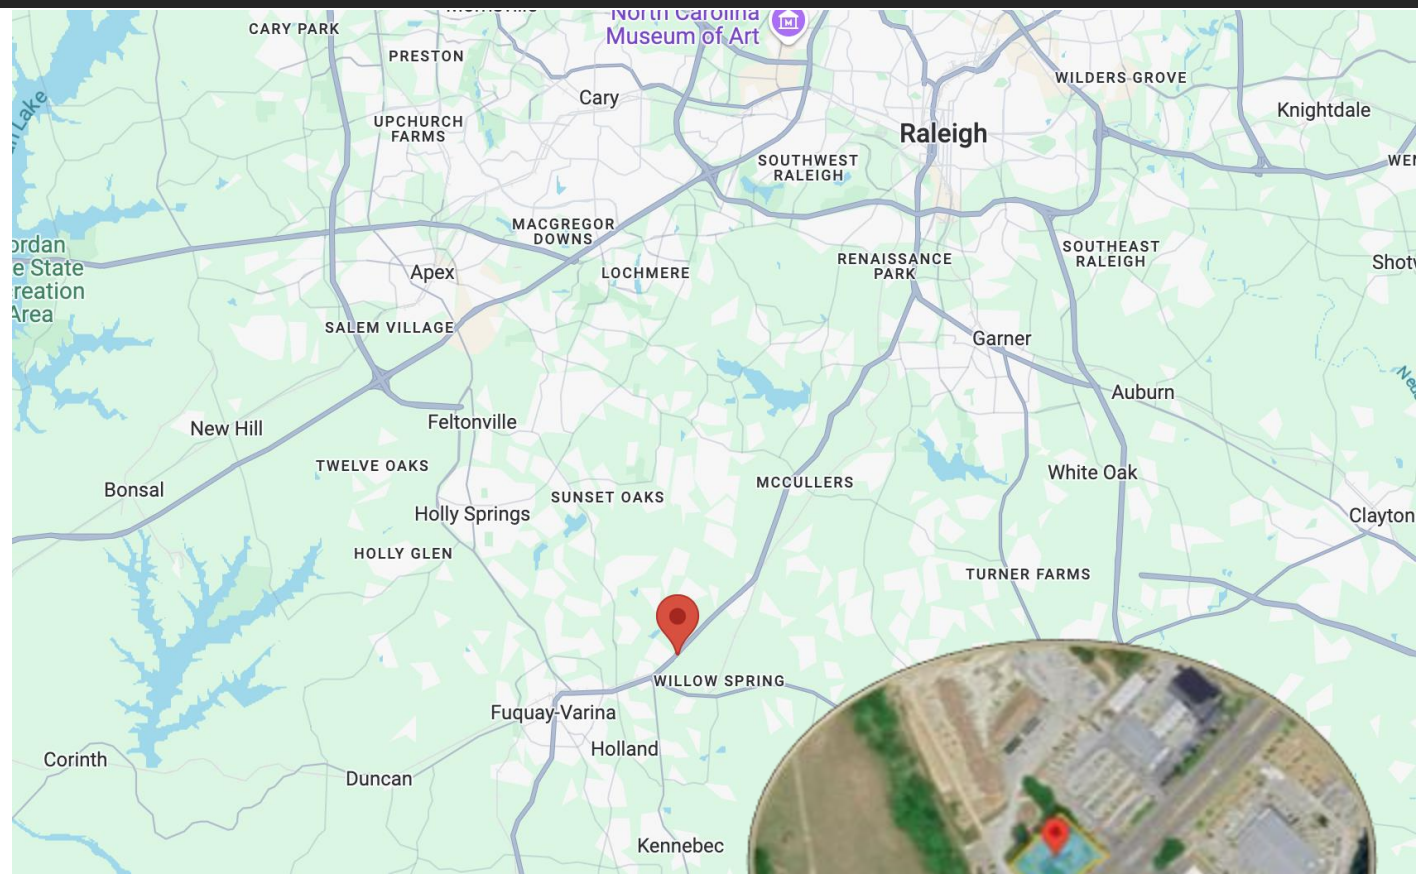 North Carolina
Museum of Art
CARY PARK
PRESTON
WILDERS GROVE
Cary
Knightdale
UPCHURCH
FARMS
Raleigh
SOUTHWEST
RALEIGH
MACGREGOR
DOWNS
SOUTHEAST
RALEIGH
RENAISSANCE
PARK
Apex
LOCHMERE
SALEM VILLAGE
Garner
Auburn
Feltonville
New Hill
TWELVE OAKS
White Oak
MCCULLERS
Bonsal
SUNSET OAKS
Holly Springs
Clayton
HOLLY GLEN
TURNER FARMS
WILLOW SPRING
Fuquay-Varina
Holland
Corinth
Duncan
Kennebec
Lake
State
Area